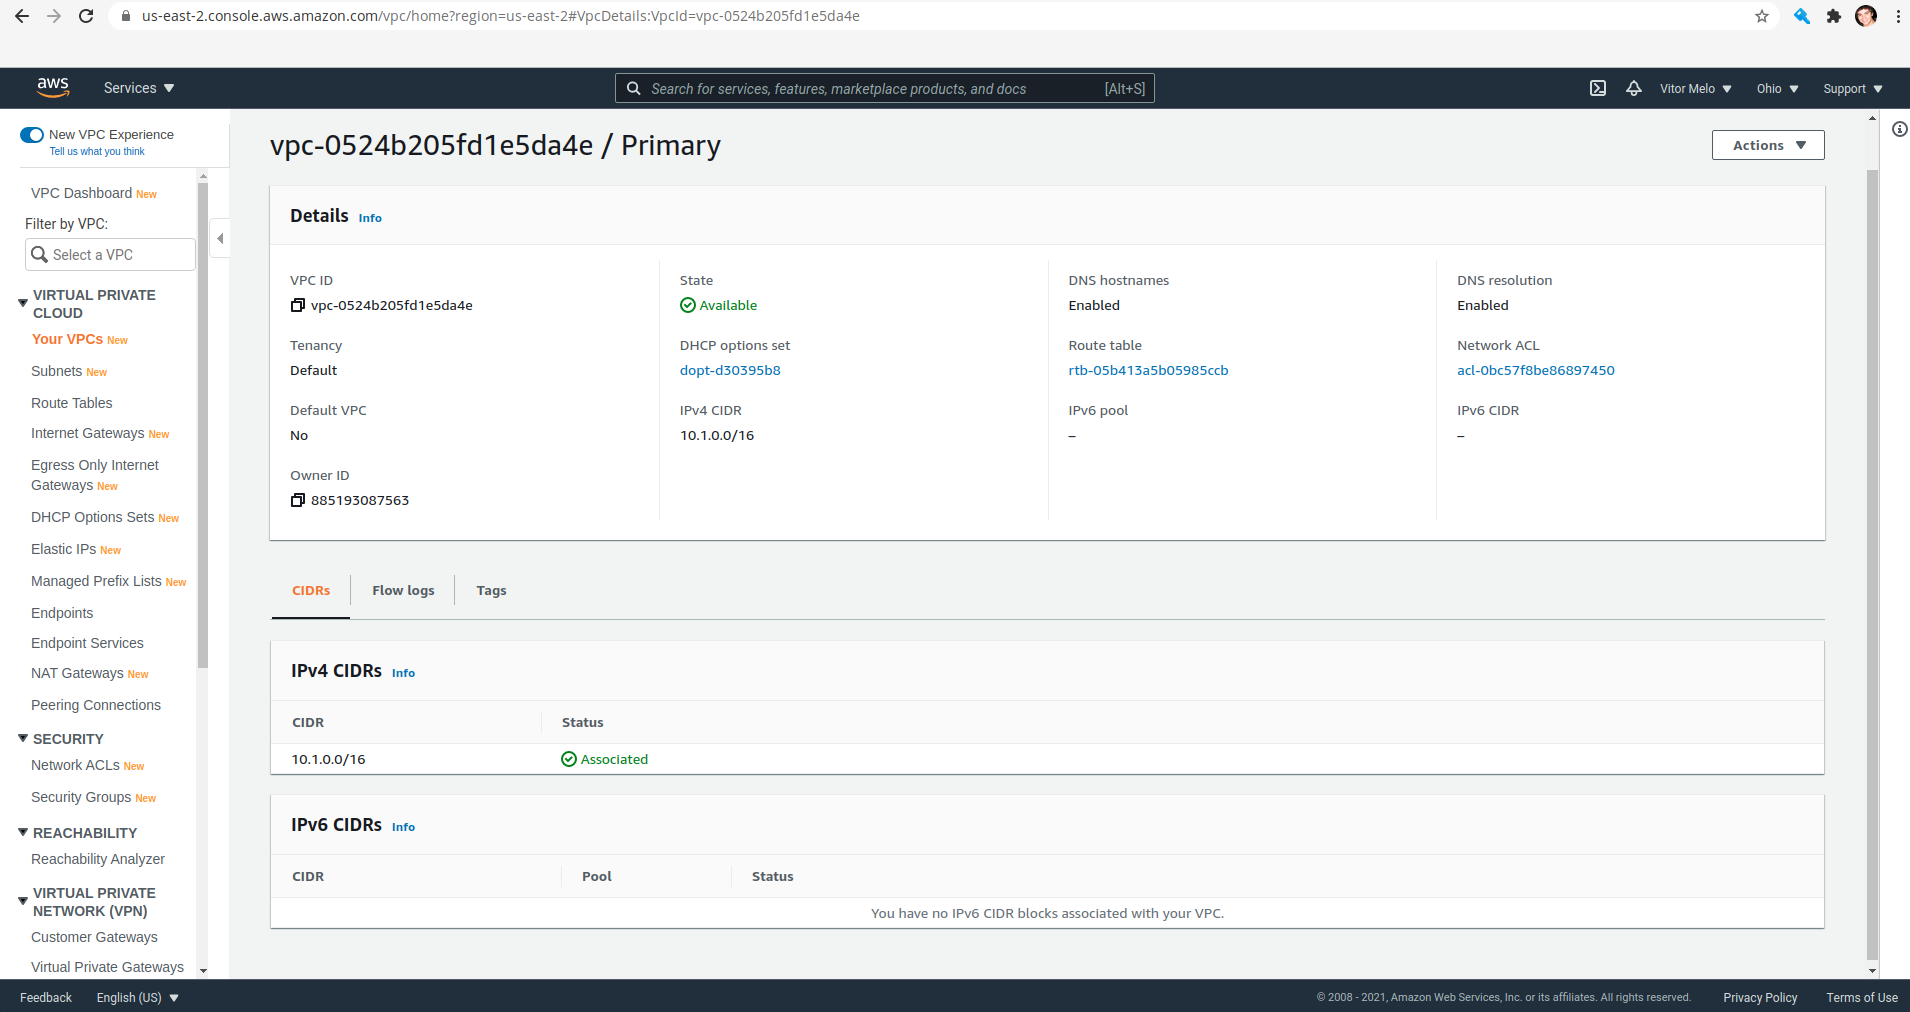 us-east-2.console.aws.amazon.com/vpc/home?region=us-east-2#VpcDetails:VpcId=vpc-0524b205fd1e5da4e
aws
Services
Search for services, features, marketplace products, and docs
[Alt+S]
Vitor Melo
Ohio
Support
New VPC Experience
Tell us what you think
VPC Dashboard New
Filter by VPC:
Select a VPC
VIRTUAL PRIVATE
CLOUD
Your VPCs New
Subnets New
Route Tables
Internet Gateways New
Egress Only Internet
Gateways New
DHCP Options Sets New
Elastic IPs New
Managed Prefix Lists New
Endpoints
Endpoint Services
NAT Gateways New
Peering Connections
SECURITY
Network ACLs New
Security Groups New
REACHABILITY
Reachability Analyzer
VIRTUAL PRIVATE
NETWORK (VPN)
Customer Gateways
Virtual Private Gateways
vpc-0524b205fd1e5da4e / Primary
Actions
Details Info
VPC ID
vpc-0524b205fd1e5da4e
State
Available
DNS hostnames
Enabled
DNS resolution
Enabled
Tenancy
Default
DHCP options set
dopt-d30395b8
Route table
rtb-05b413a5b05985ccb
Network ACL
acl-0bc57f8be86897450
Default VPC
No
IPv4 CIDR
10.1.0.0/16
IPv6 pool
–
IPv6 CIDR
–
Owner ID
885193087563
CIDRs
Flow logs
Tags
IPv4 CIDRs Info
CIDR
Status
10.1.0.0/16
Associated
IPv6 CIDRs Info
CIDR
Pool
Status
You have no IPv6 CIDR blocks associated with your VPC.
Feedback
English (US)
© 2008 - 2021, Amazon Web Services, Inc. or its affiliates. All rights reserved.
Privacy Policy
Terms of Use